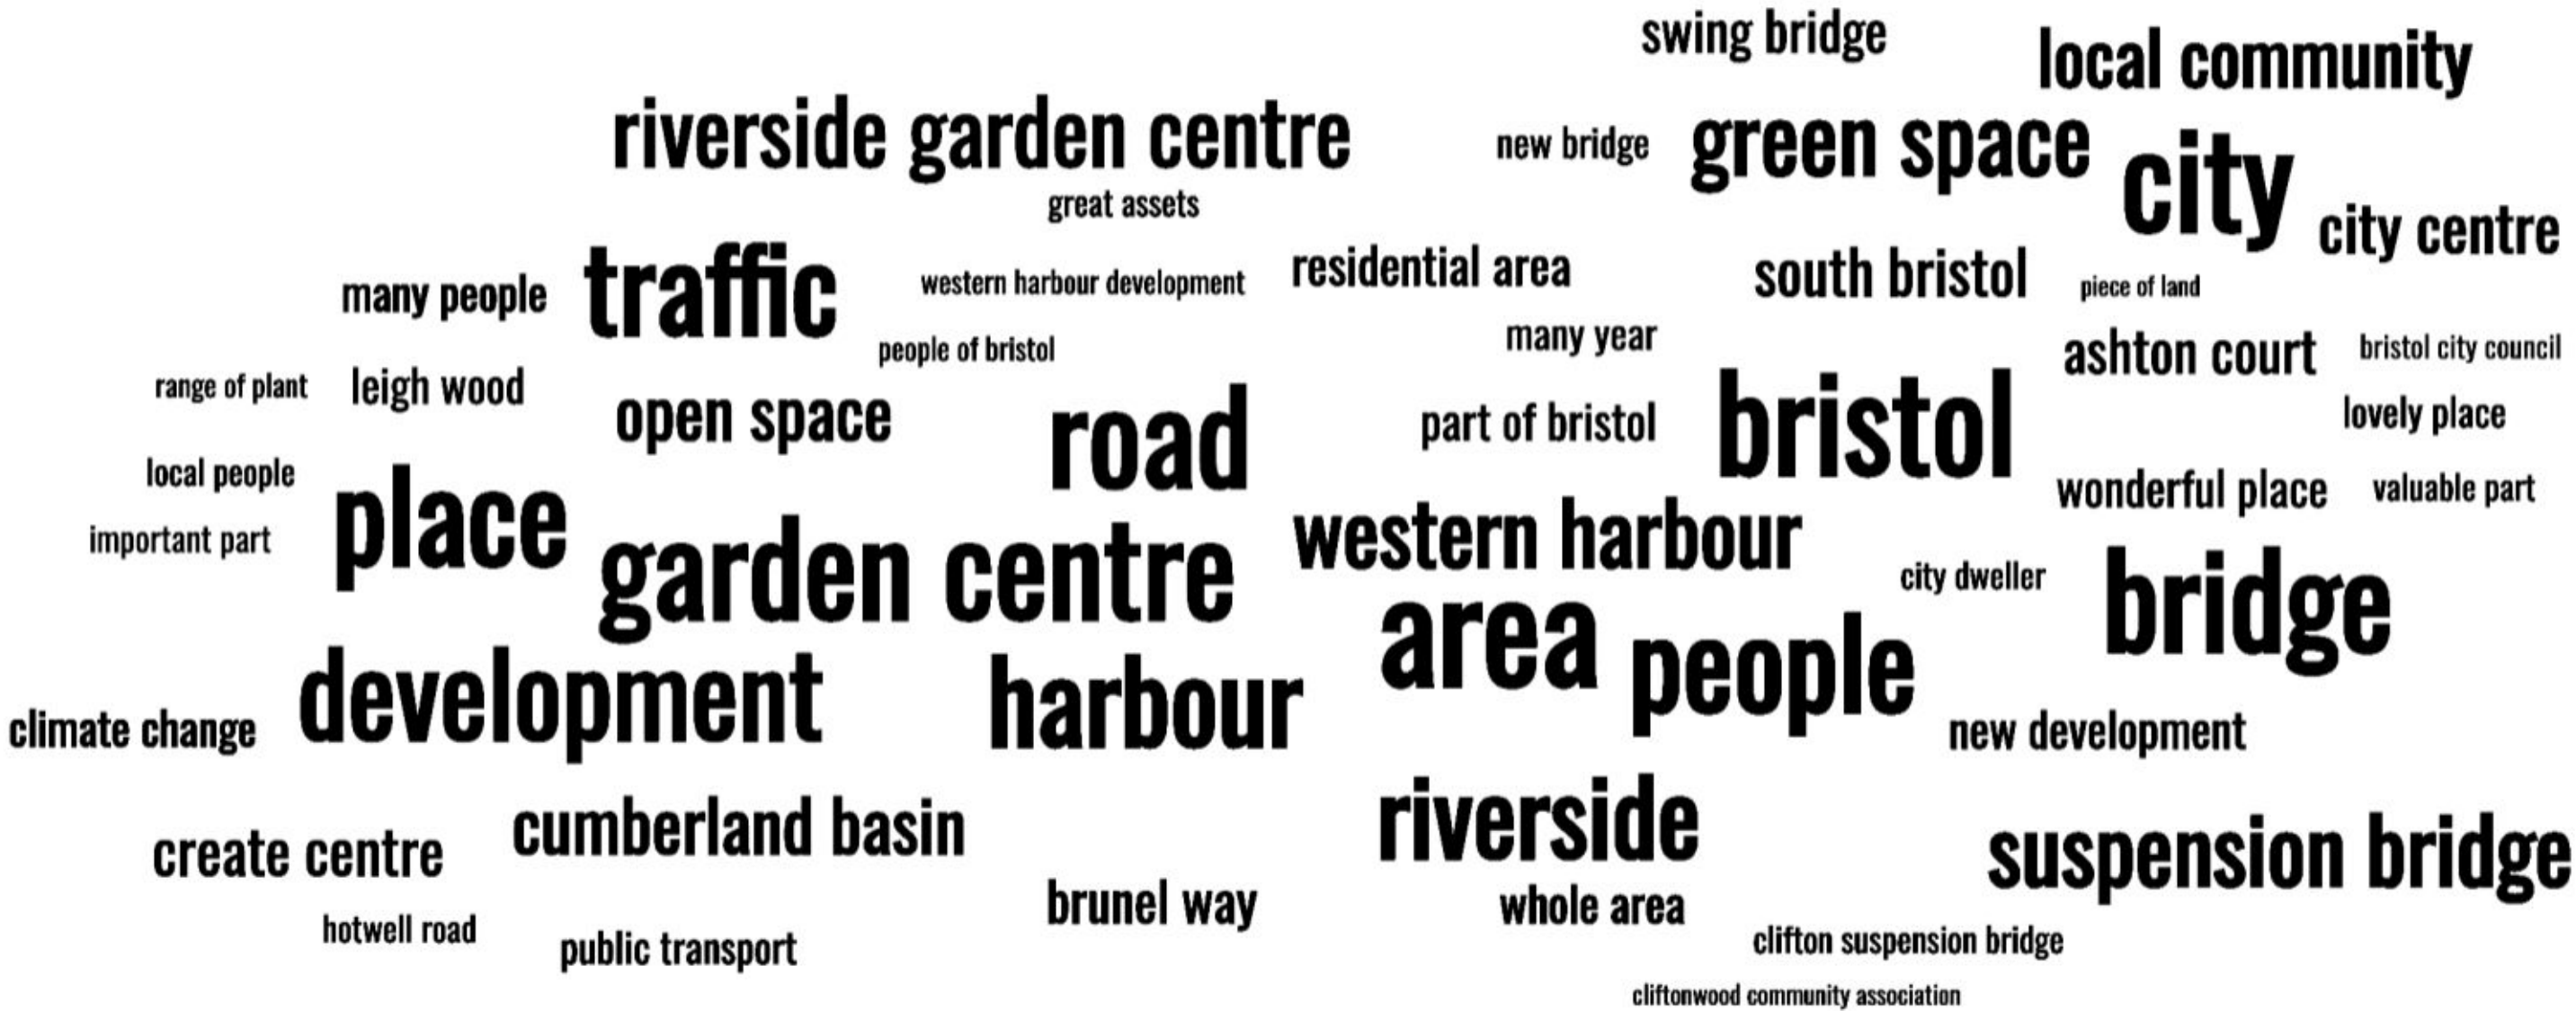 swing bridge
local community
riverside garden centre
new bridge
green space
city
great assets
city centre
many people
traffic
western harbour development
residential area
south bristol
piece of land
people of bristol
many year
ashton court
bristol city council
range of plant
leigh wood
open space
road
part of bristol
bristol
lovely place
local people
place
western harbour
wonderful place
valuable part
important part
garden centre
city dweller
bridge
area
people
climate change
development
harbour
new development
create centre
cumberland basin
riverside
suspension bridge
hotwell road
public transport
brunel way
whole area
clifton suspension bridge
cliftonwood community association